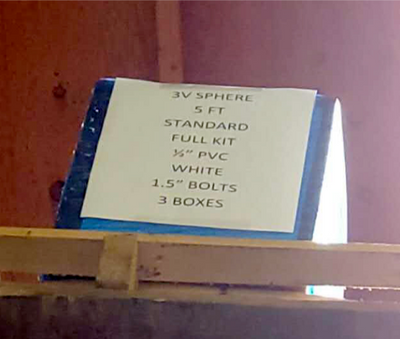 3V SPHERE
5 FT
STANDARD
FULL KIT
½" PVC
WHITE
1.5" BOLTS
3 BOXES